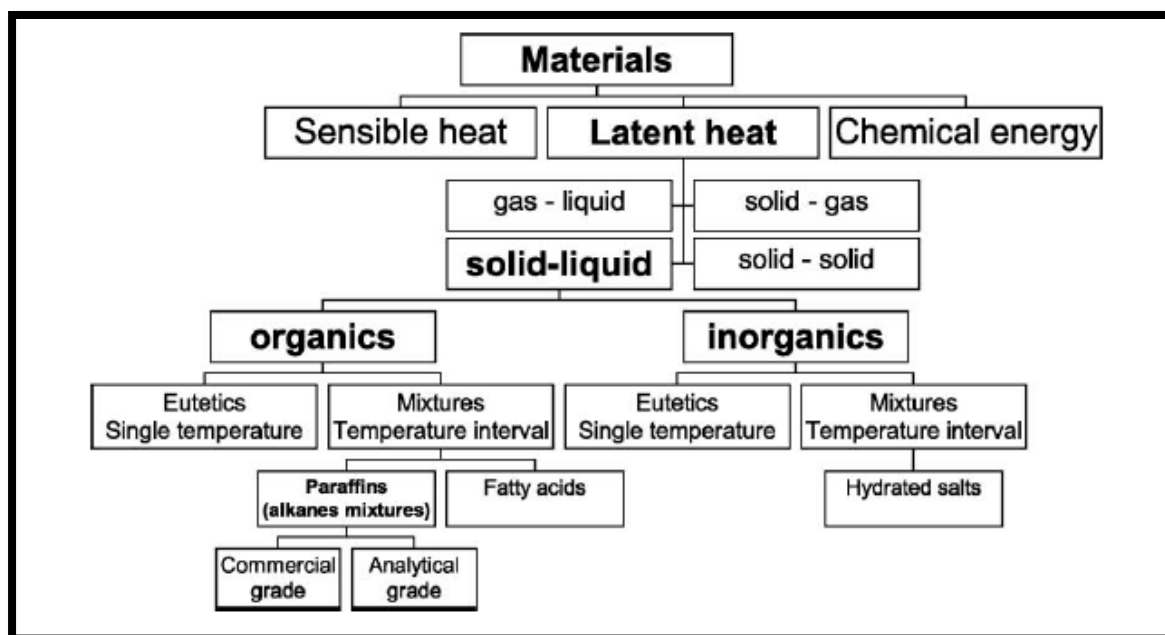 Materials
Sensible heat
Latent heat
Chemical energy
gas - liquid
solid - gas
solid-liquid
solid - solid
organics
inorganics
Eutetics
Single temperature
Mixtures
Temperature interval
Eutetics
Single temperature
Mixtures
Temperature interval
Paraffins
(alkanes mixtures)
Fatty acids
Hydrated salts
Commercial
grade
Analytical
grade